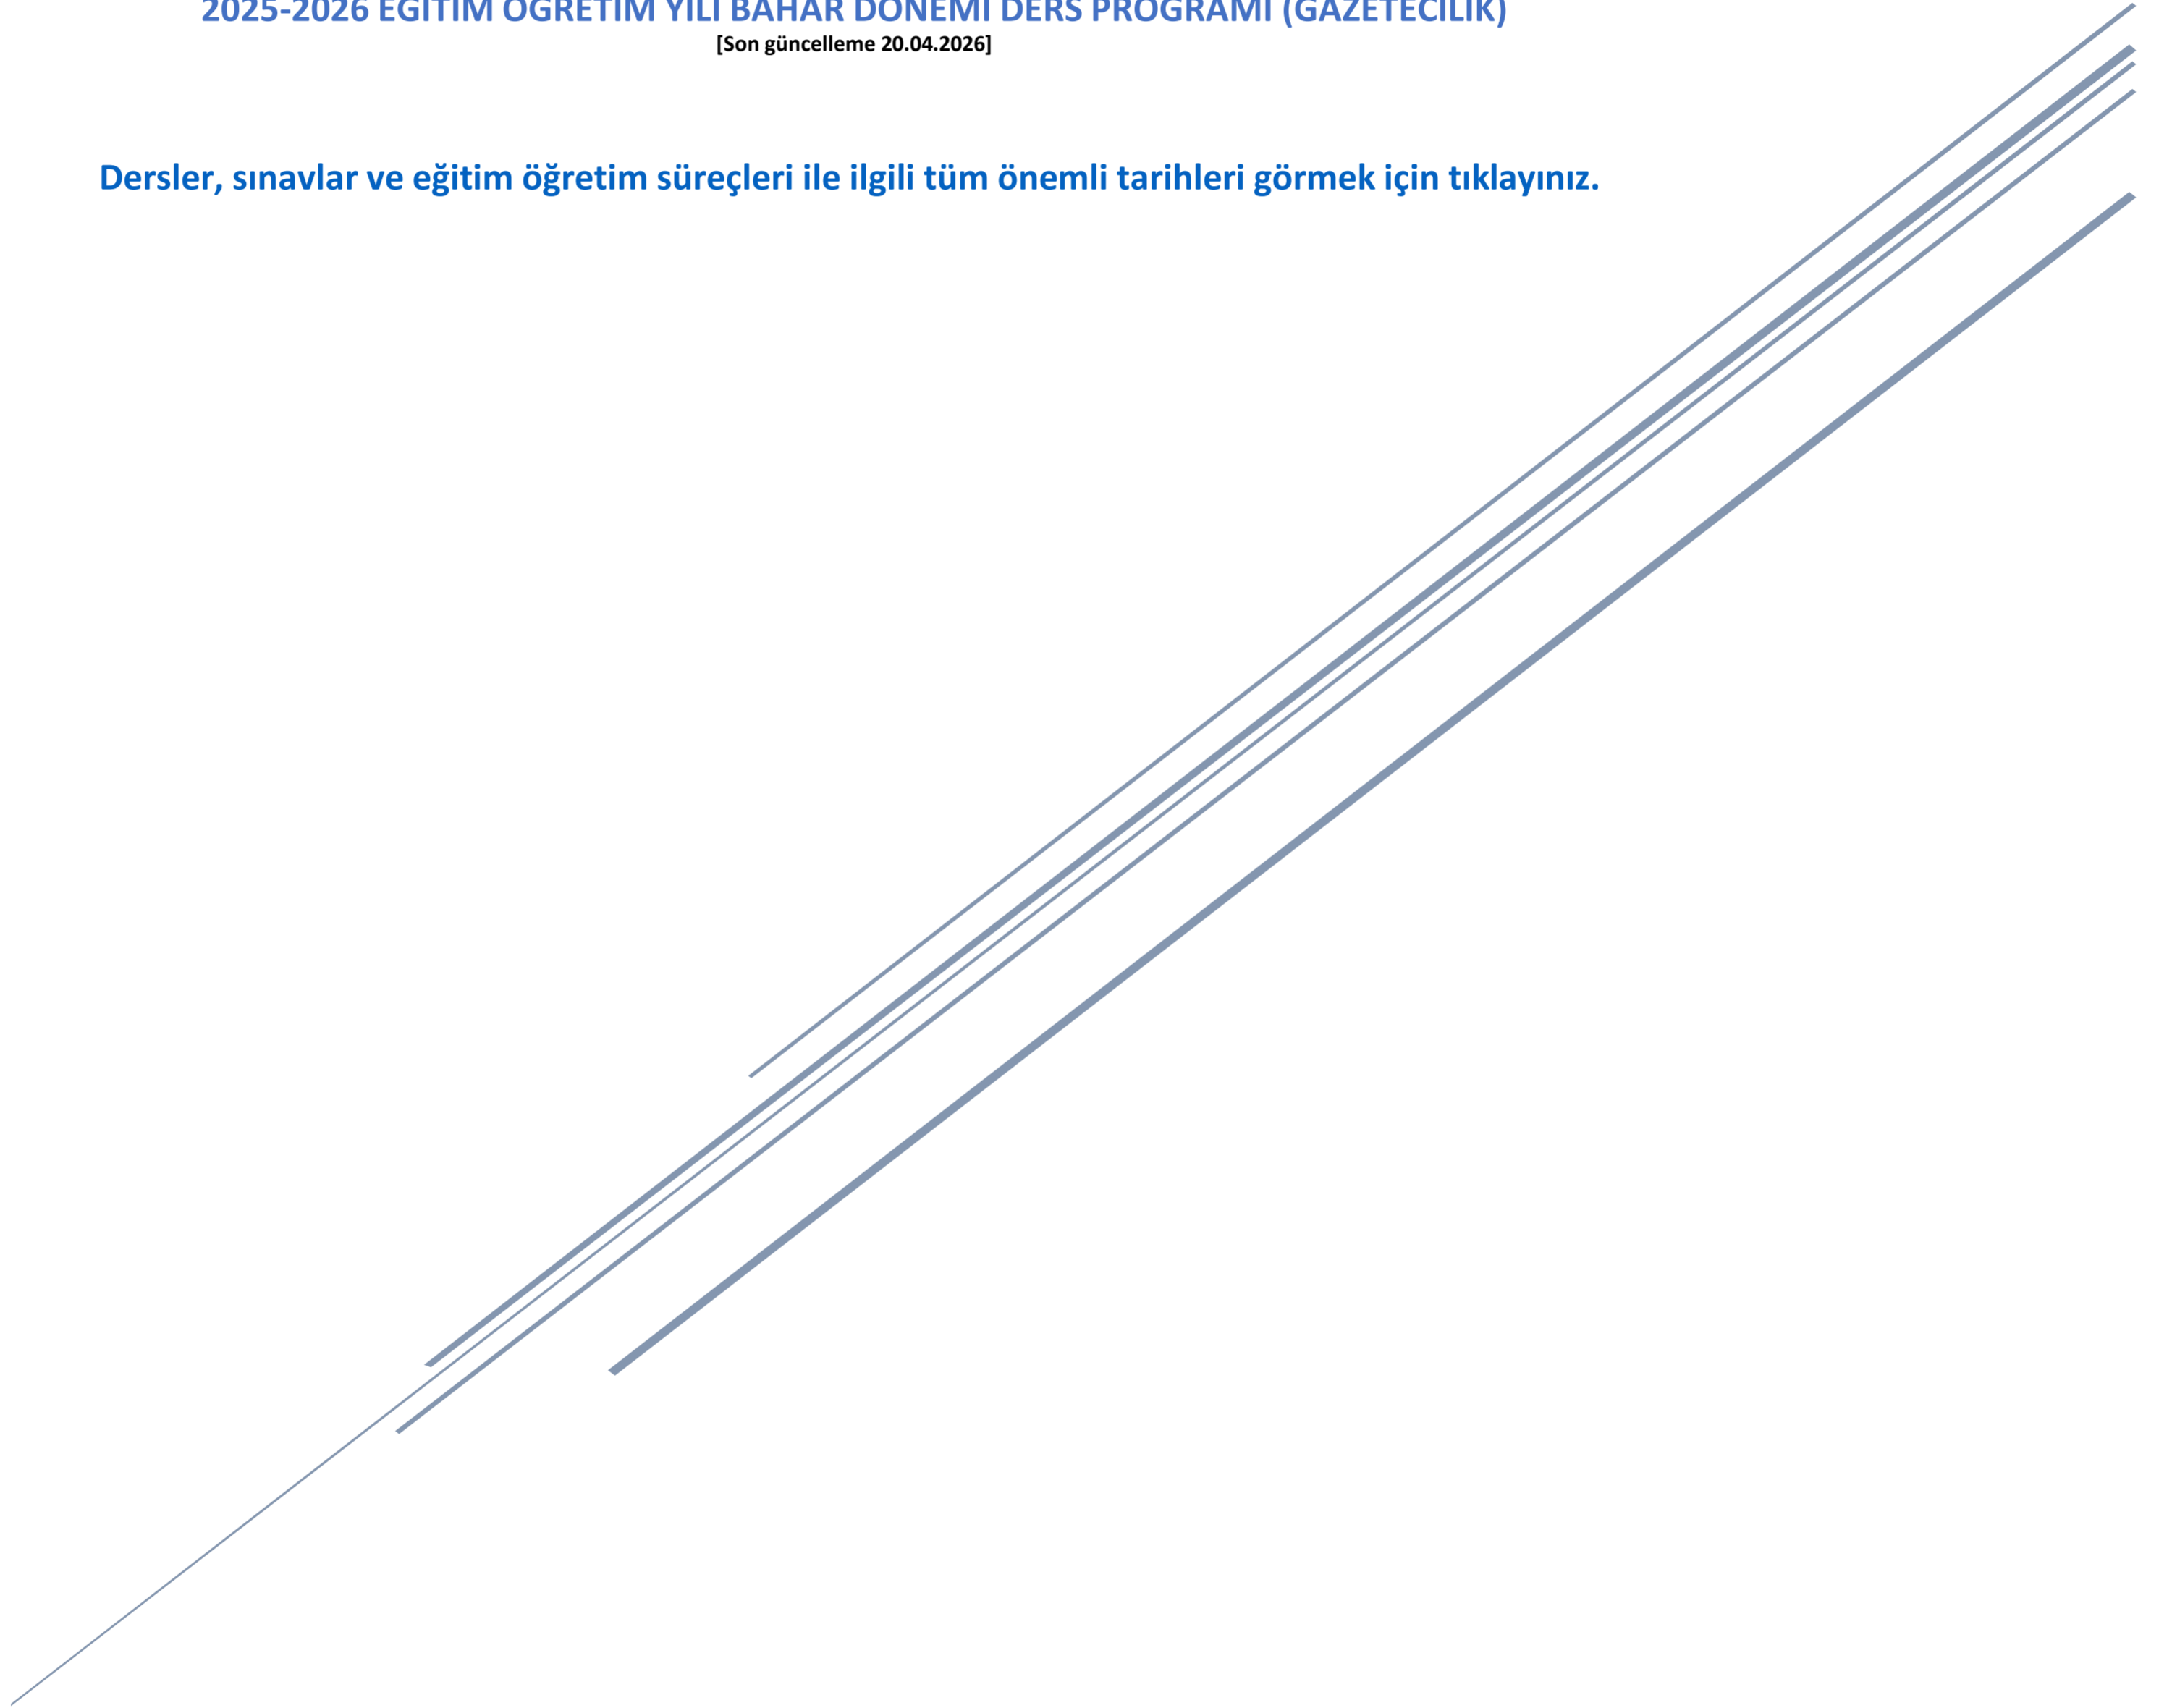 2025-2026 EĞİTİM ÖĞRETİM YILI BAHAR DÖNEMİ DERS PROGRAMI (GAZETECİLİK)
[Son güncelleme 20.04.2026]
Dersler, sınavlar ve eğitim öğretim süreçleri ile ilgili tüm önemli tarihleri görmek için tıklayınız.